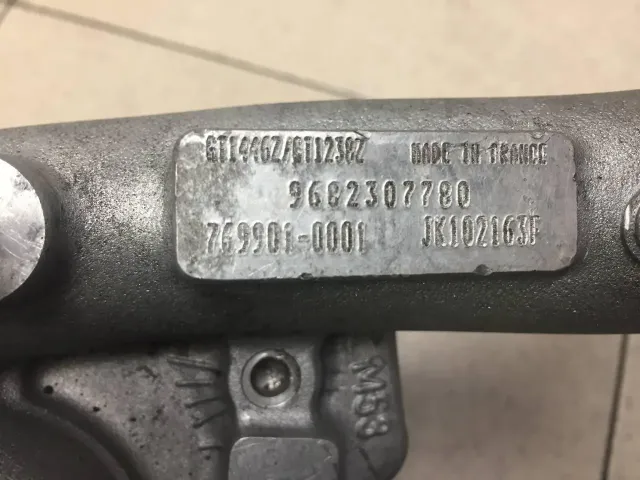 GT1446Z/GT1238Z MADE IN FRANCE
9682307780
769901-0001 JK102163F
M58